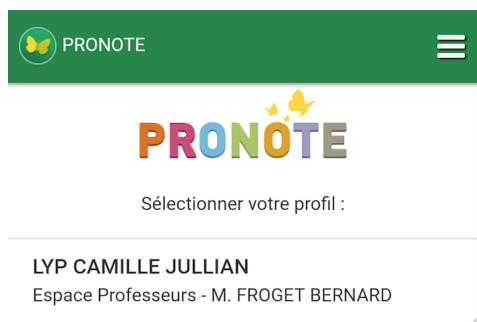 PRONOTE
PRONOTE
Sélectionner votre profil :
LYP CAMILLE JULLIAN
Espace Professeurs - M. FROGET BERNARD